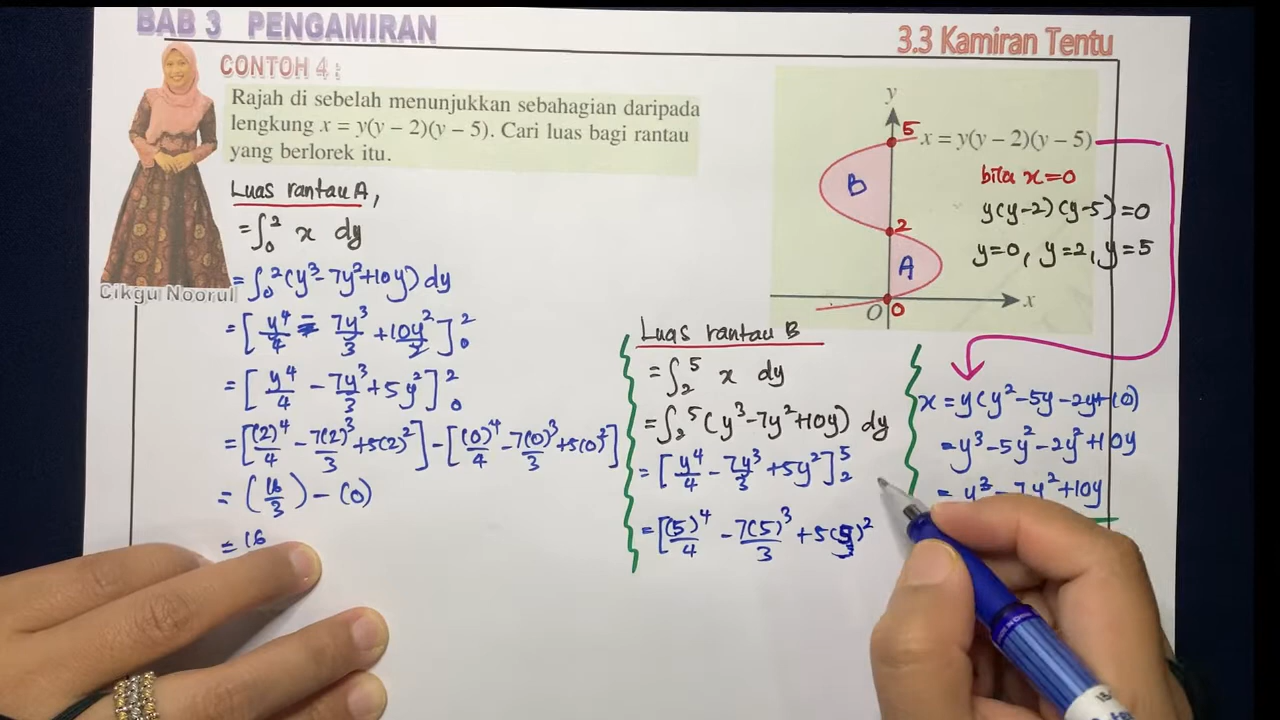 BAB 3 PENGAMIRAN
3.3 Kamiran Tentu
CONTOH 4 :
Rajah di sebelah menunjukkan sebahagian daripada
lengkung x = y(y − 2)(y − 5). Cari luas bagi rantau
yang berlorek itu.
Cikgu Noorul
Luas rantau A,
= ∫₀² x dy
= ∫₀² (y³ - 7y² + 10y) dy
= [y⁴/4 - 7y³/3 + 10y²/2]₀²
= [y⁴/4 - 7y³/3 + 5y²]₀²
= [(2)⁴/4 - 7(2)³/3 + 5(2)²] - [(0)⁴/4 - 7(0)³/3 + 5(0)²]
= (16/3) - (0)
= 16
y
5
x = y(y − 2)(y − 5)
B
2
A
O
0
x
bila x=0
y(y-2)(y-5)=0
y=0, y=2, y=5
Luas rantau B
= ∫₂⁵ x dy
= ∫₂⁵ (y³ - 7y² + 10y) dy
= [y⁴/4 - 7y³/3 + 5y²]₂⁵
= [(5)⁴/4 - 7(5)³/3 + 5(5)²
x = y(y² - 5y - 2y + 10)
= y³ - 5y² - 2y² + 10y
= y³ - 7y² + 10y